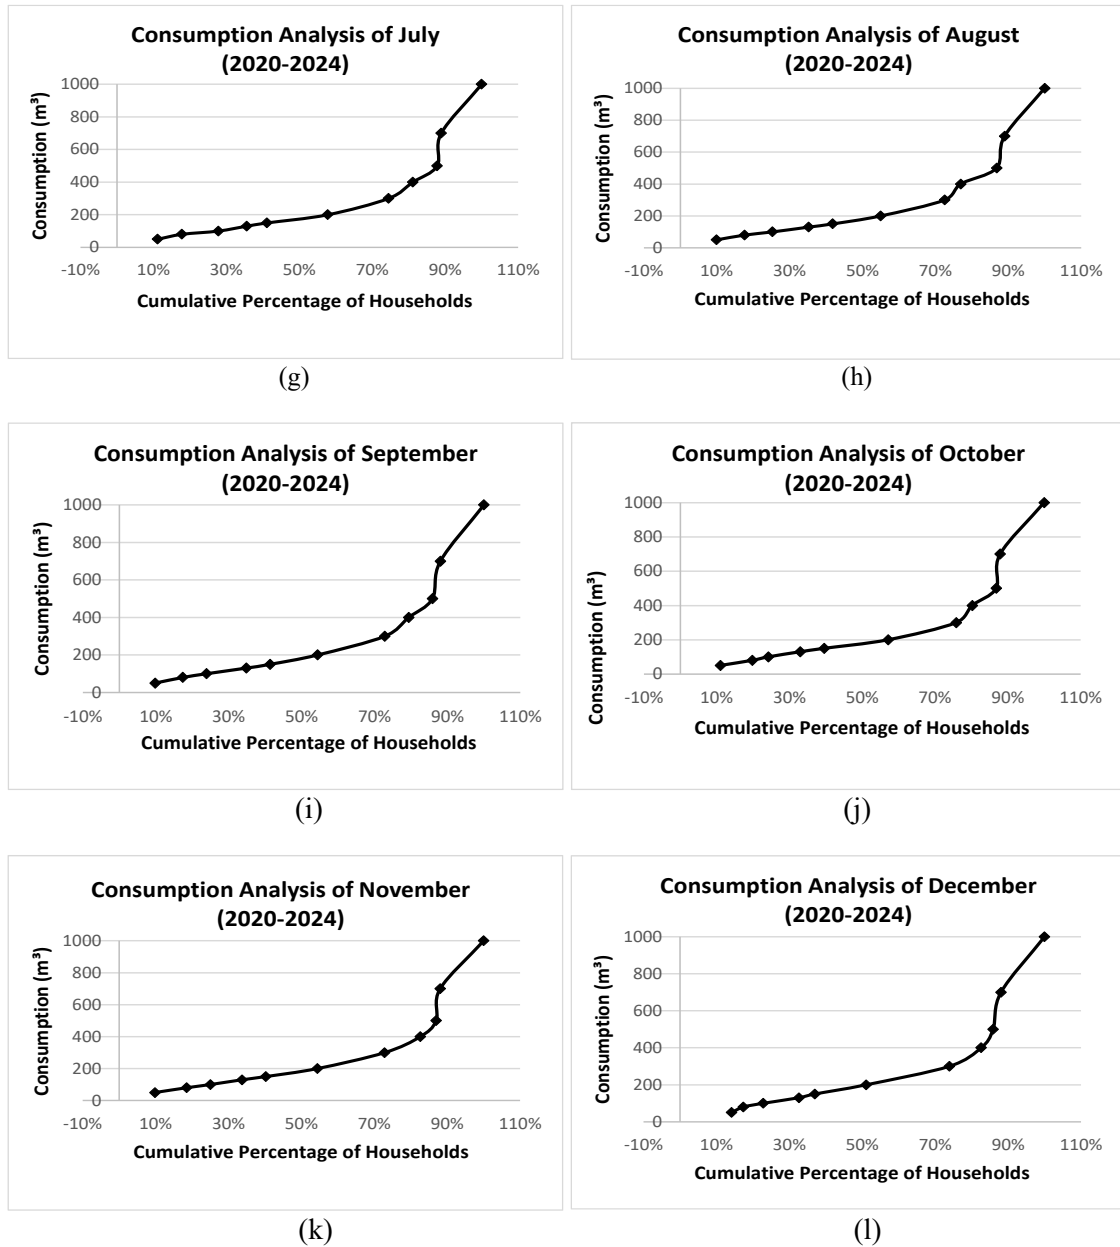 Consumption Analysis of July
(2020-2024)
Consumption (m³)
1000
800
600
400
200
0
-10% 10% 30% 50% 70% 90% 110%
Cumulative Percentage of Households
(g)
Consumption Analysis of August
(2020-2024)
Consumption (m³)
1000
800
600
400
200
0
-10% 10% 30% 50% 70% 90% 110%
Cumulative Percentage of Households
(h)
Consumption Analysis of September
(2020-2024)
Consumption (m³)
1000
800
600
400
200
0
-10% 10% 30% 50% 70% 90% 110%
Cumulative Percentage of Households
(i)
Consumption Analysis of October
(2020-2024)
Consumption (m³)
1000
800
600
400
200
0
-10% 10% 30% 50% 70% 90% 110%
Cumulative Percentage of Households
(j)
Consumption Analysis of November
(2020-2024)
Consumption (m³)
1000
800
600
400
200
0
-10% 10% 30% 50% 70% 90% 110%
Cumulative Percentage of Households
(k)
Consumption Analysis of December
(2020-2024)
Consumption (m³)
1000
800
600
400
200
0
-10% 10% 30% 50% 70% 90% 110%
Cumulative Percentage of Households
(l)